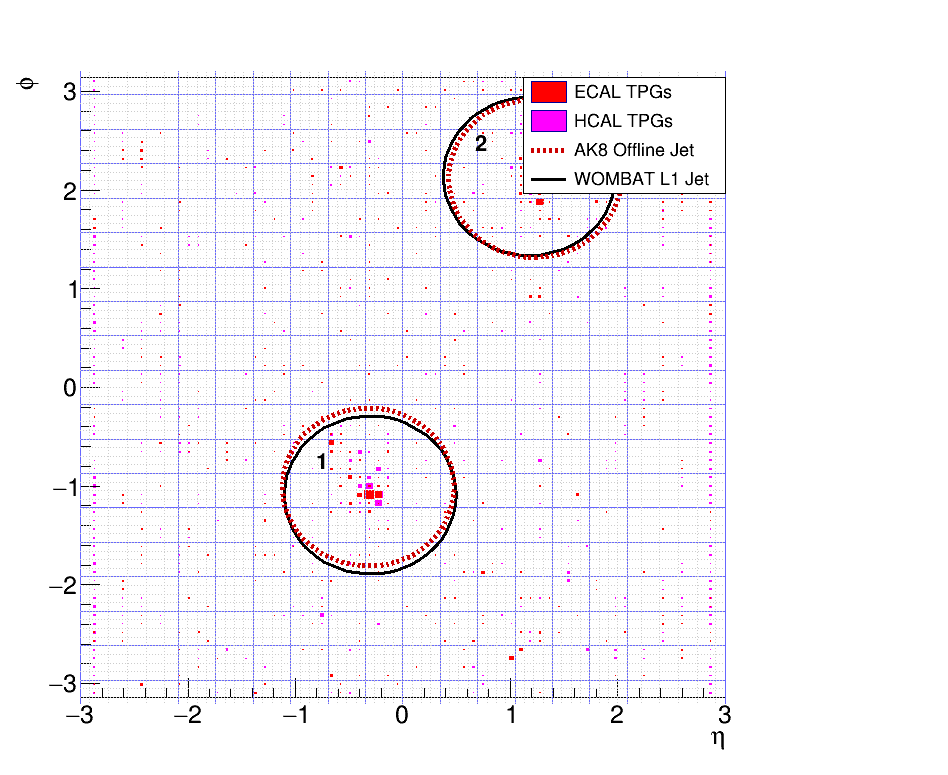 ϕ
3
2
1
0
−1
−2
−3
ECAL TPGs
HCAL TPGs
AK8 Offline Jet
WOMBAT L1 Jet
2
1
−3 −2 −1 0 1 2 3
η